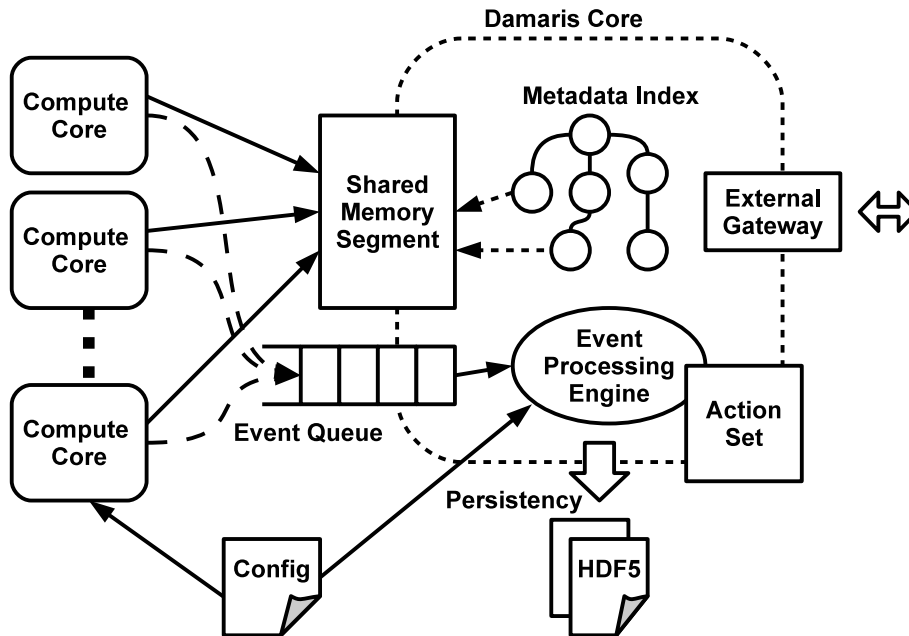 Damaris Core
Compute
Core
Metadata Index
Shared
Memory
Segment
External
Gateway
Compute
Core
Event
Processing
Engine
Compute
Core
Event Queue
Action
Set
Persistency
Config
HDF5